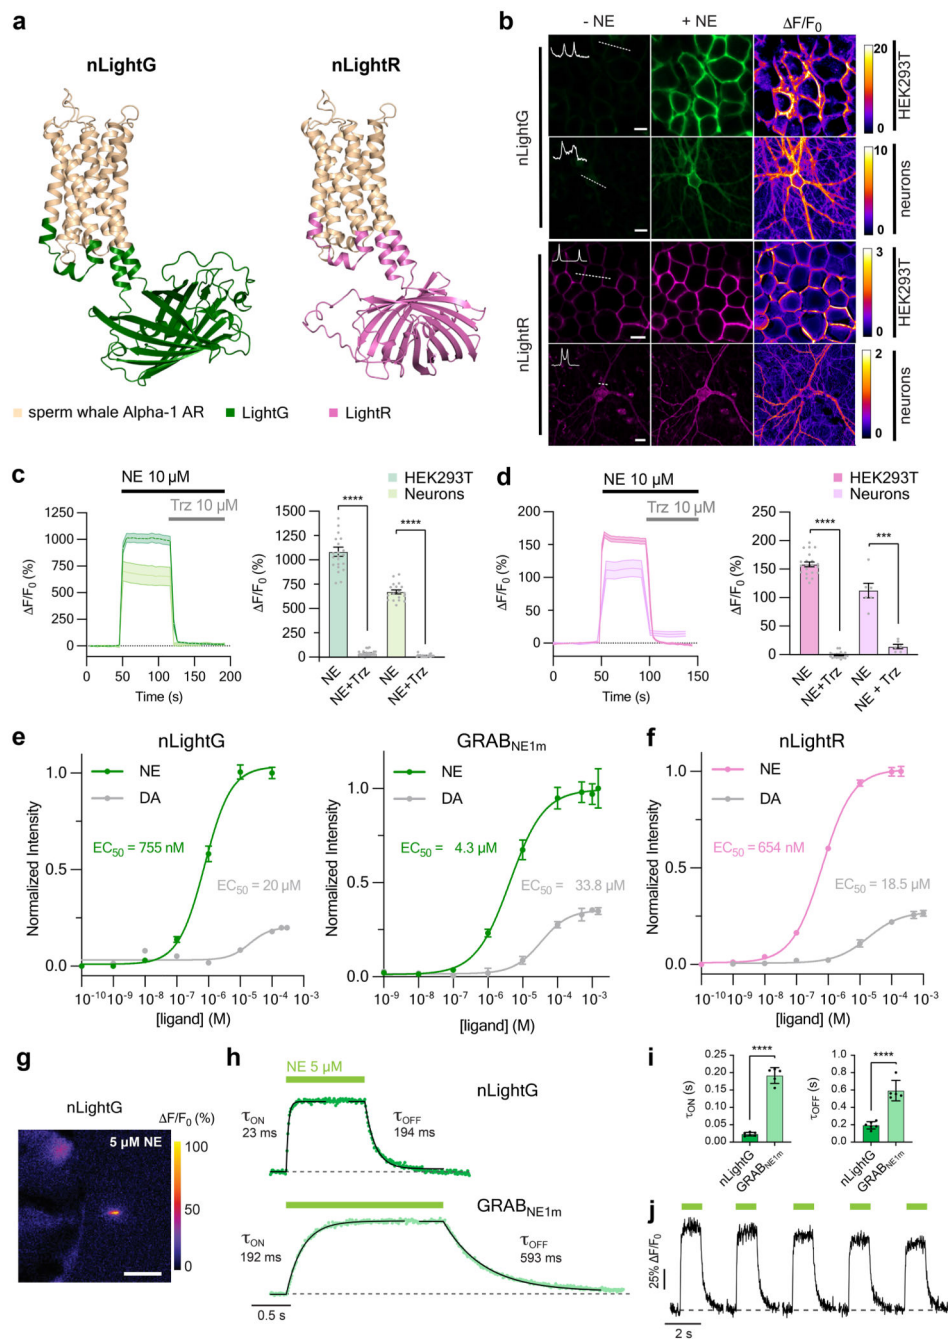 a
nLightG
nLightR
sperm whale Alpha-1 AR
LightG
LightR
b
- NE
+ NE
ΔF/F0
nLightG
20
0
HEK293T
10
0
neurons
nLightR
3
0
HEK293T
2
0
neurons
c
NE 10 µM
Trz 10 µM
ΔF/F0 (%)
1250
1000
750
500
250
0
0 50 100 150 200
Time (s)
HEK293T
Neurons
ΔF/F0 (%)
1500
1250
1000
750
500
250
0
****
****
NE
NE+Trz
NE
NE+Trz
d
NE 10 µM
Trz 10 µM
ΔF/F0 (%)
200
150
100
50
0
0 50 100 150
Time (s)
HEK293T
Neurons
ΔF/F0 (%)
250
200
150
100
50
0
****
***
NE
NE+Trz
NE
NE + Trz
e
nLightG
Normalized Intensity
1.0
0.5
0.0
NE
DA
EC50 = 755 nM
EC50 = 20 µM
10-10 10-9 10-8 10-7 10-6 10-5 10-4 10-3
[ligand] (M)
GRABNE1m
Normalized Intensity
1.0
0.5
0.0
NE
DA
EC50 = 4.3 µM
EC50 = 33.8 µM
10-9 10-8 10-7 10-6 10-5 10-4 10-3 10-2
[ligand] (M)
f
nLightR
Normalized Intensity
1.0
0.5
0.0
NE
DA
EC50 = 654 nM
EC50 = 18.5 µM
10-10 10-9 10-8 10-7 10-6 10-5 10-4 10-3
[ligand] (M)
g
nLightG
ΔF/F0 (%)
5 µM NE
100
50
0
h
NE 5 µM
nLightG
τON
23 ms
τOFF
194 ms
GRABNE1m
τON
192 ms
τOFF
593 ms
0.5 s
i
τON (s)
0.25
0.20
0.15
0.10
0.05
0.00
****
nLightG
GRABNE1m
τOFF (s)
1.0
0.8
0.6
0.4
0.2
0.0
****
nLightG
GRABNE1m
j
25% ΔF/F0
2 s